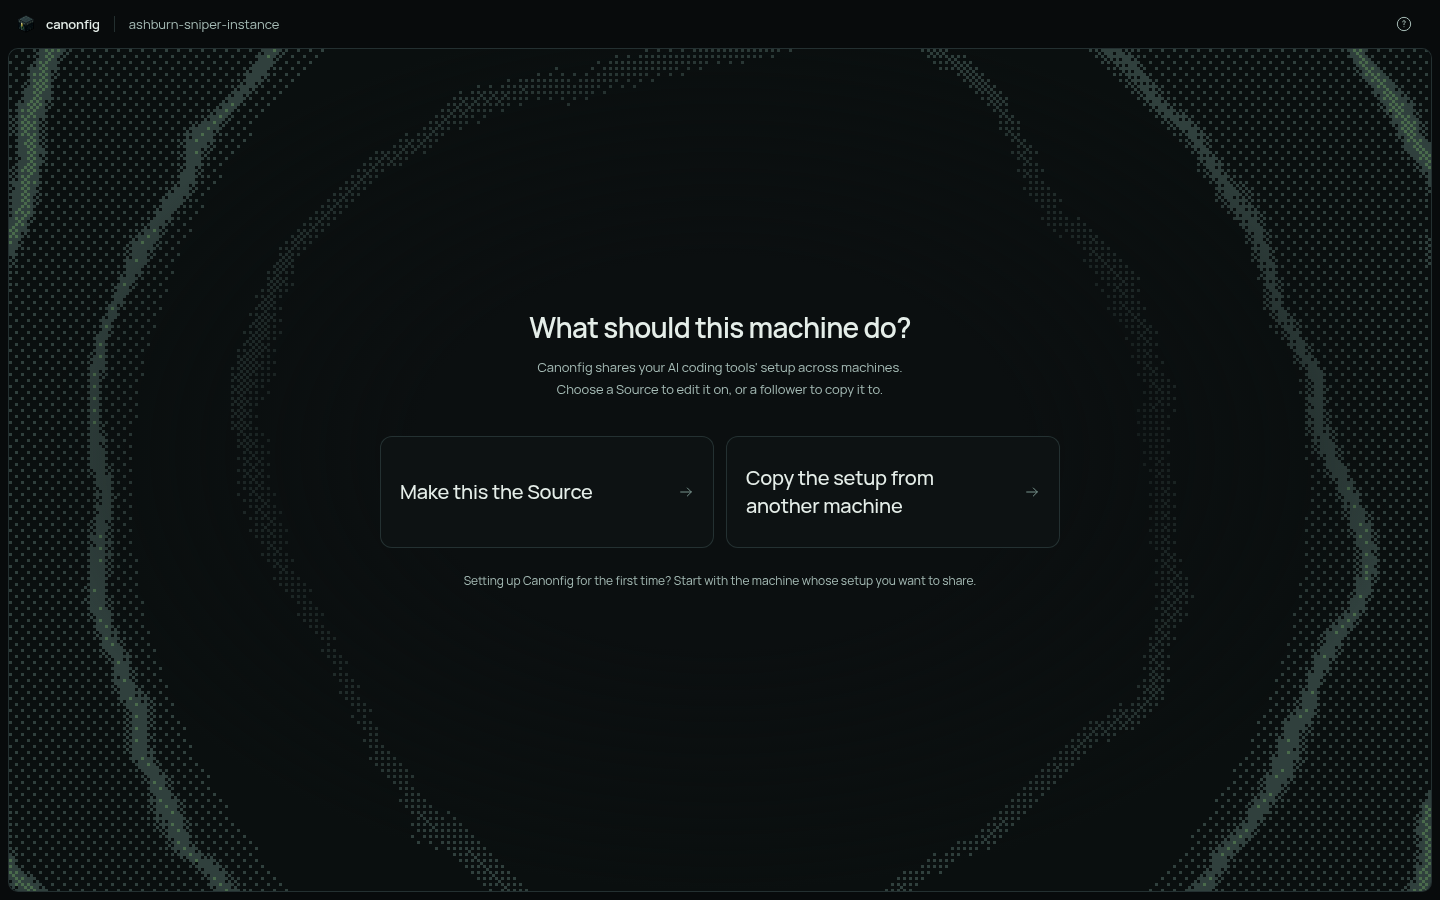 canonfig
ashburn-sniper-instance
What should this machine do?
Canonfig shares your AI coding tools' setup across machines.
Choose a Source to edit it on, or a follower to copy it to.
Make this the Source
Copy the setup from
another machine
Setting up Canonfig for the first time? Start with the machine whose setup you want to share.